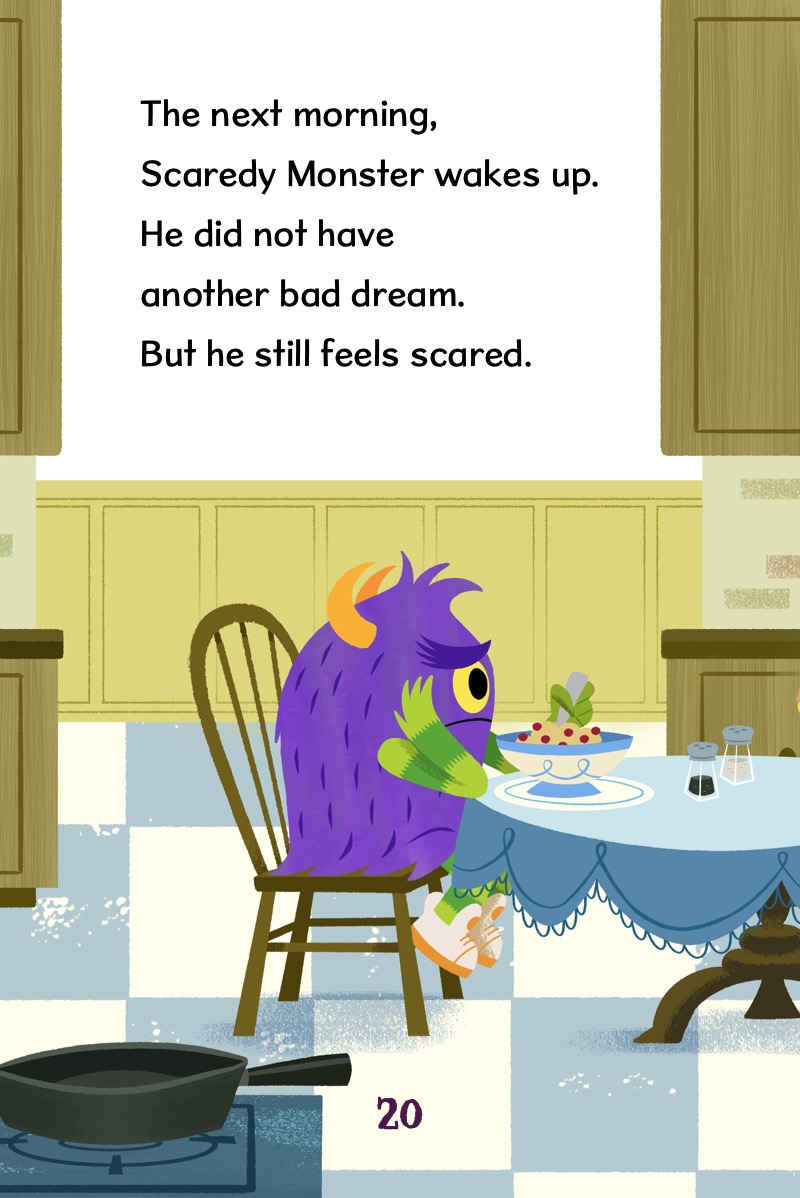 The next morning,
Scaredy Monster wakes up.
He did not have
another bad dream.
But he still feels scared.
20